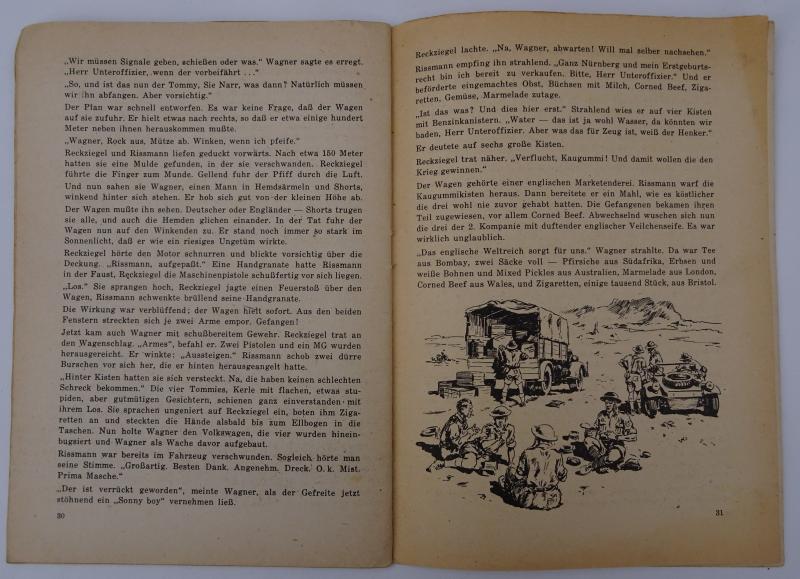 „Wir müssen Signale geben, schießen oder was.“ Wagner sagte es erregt.
„Herr Unteroffizier, wenn der vorbeifährt ...“
„So, und ist das nun der Tommy, Sie Narr, was dann? Natürlich müssen
wir ihn abfangen. Aber vorsichtig.“
Der Plan war schnell entworfen. Es war keine Frage, daß der Wagen
auf sie zufuhr. Er hielt etwas nach rechts, so daß er etwa einige hundert
Meter neben ihnen herauskommen mußte.
„Wagner, Rock aus, Mütze ab. Winken, wenn ich pfeife.“
Reckziegel und Rissmann liefen geduckt vorwärts. Nach etwa 150 Meter
hatten sie eine Mulde gefunden, in der sie verschwanden. Reckziegel
führte die Finger zum Munde. Gellend fuhr der Pfiff durch die Luft.
Und nun sahen sie Wagner, einen Mann in Hemdsärmeln und Shorts,
winkend hinter sich stehen. Er hob sich gut von der kleinen Höhe ab.
Der Wagen mußte ihn sehen. Deutscher oder Engländer — Shorts trugen
sie alle, und auch die Hemden glichen einander. In der Tat fuhr der
Wagen nun auf den Winkenden zu. Er stand noch immer so stark im
Sonnenlicht, daß er wie ein riesiges Ungetüm wirkte.
Reckziegel hörte den Motor schnurren und blickte vorsichtig über die
Deckung. „Rissmann, aufgepaßt.“ Eine Handgranate hatte Rissmann
in der Faust, Reckziegel die Maschinenpistole schußfertig vor sich liegen.
„Los.“ Sie sprangen hoch, Reckziegel jagte einen Feuerstoß über den
Wagen, Rissmann schwenkte brüllend seine Handgranate.
Die Wirkung war verblüffend; der Wagen hielt sofort. Aus den beiden
Fenstern streckten sich je zwei Arme empor. Gefangen!
Jetzt kam auch Wagner mit schußbereitem Gewehr. Reckziegel trat an
den Wagenschlag. „Armes“, befahl er. Zwei Pistolen und ein MG wurden
herausgereicht. Er winkte: „Aussteigen.“ Rissmann schob zwei dürre
Burschen vor sich her, die er hinten herausgeangelt hatte.
„Hinter Kisten hatten sie sich versteckt. Na, die haben keinen schlechten
Schreck bekommen.“ Die vier Tommies, Kerle mit flachen, etwas stu-
piden, aber gutmütigen Gesichtern, schienen ganz einverstanden mit
ihrem Los. Sie sprachen ungeniert auf Reckziegel ein, boten ihm Ziga-
retten an und steckten die Hände alsbald bis zum Ellbogen in die
Taschen. Nun holte Wagner den Volkswagen, die vier wurden hinein-
bugsiert und Wagner als Wache davor aufgebaut.
Rissmann war bereits im Fahrzeug verschwunden. Sogleich hörte man
seine Stimme. „Großartig. Besten Dank. Angenehm. Dreck. O. k. Mist.
Prima Masche.“
„Der ist verrückt geworden“, meinte Wagner, als der Gefreite jetzt
stöhnend ein „Sonny boy“ vernehmen ließ.
30
Reckziegel lachte. „Na, Wagner, abwarten! Will mal selber nachsehen.“
Rissmann empfing ihn strahlend. „Ganz Nürnberg und mein Erstgeburts-
recht bin ich bereit zu verkaufen. Bitte, Herr Unteroffizier.“ Und er
beförderte eingemachtes Obst, Büchsen mit Milch, Corned Beef, Ziga-
retten, Gemüse, Marmelade zutage.
„Ist das was? Und dies hier erst.“ Strahlend wies er auf vier Kisten
mit Benzinkanistern. „Water — das ist ja wohl Wasser, da könnten wir
baden, Herr Unteroffizier. Aber was das für Zeug ist, weiß der Henker.“
Er deutete auf sechs große Kisten.
Reckziegel trat näher. „Verflucht, Kaugummi! Und damit wollen die den
Krieg gewinnen.“
Der Wagen gehörte einer englischen Marketenderei. Rissmann warf die
Kaugummikisten heraus. Dann bereitete er ein Mahl, wie es köstlicher
die drei wohl nie zuvor gehabt hatten. Die Gefangenen bekamen ihren
Teil zugewiesen, vor allem Corned Beef. Abwechselnd wuschen sich nun
die drei der 2. Kompanie mit duftender englischer Veilchenseife. Es war
wirklich unglaublich.
„Das englische Weltreich sorgt für uns.“ Wagner strahlte. Da war Tee
aus Bombay, zwei Säcke voll — Pfirsiche aus Südafrika, Erbsen und
weiße Bohnen und Mixed Pickles aus Australien, Marmelade aus London,
Corned Beef aus Wales, und Zigaretten, einige tausend Stück, aus Bristol.
31